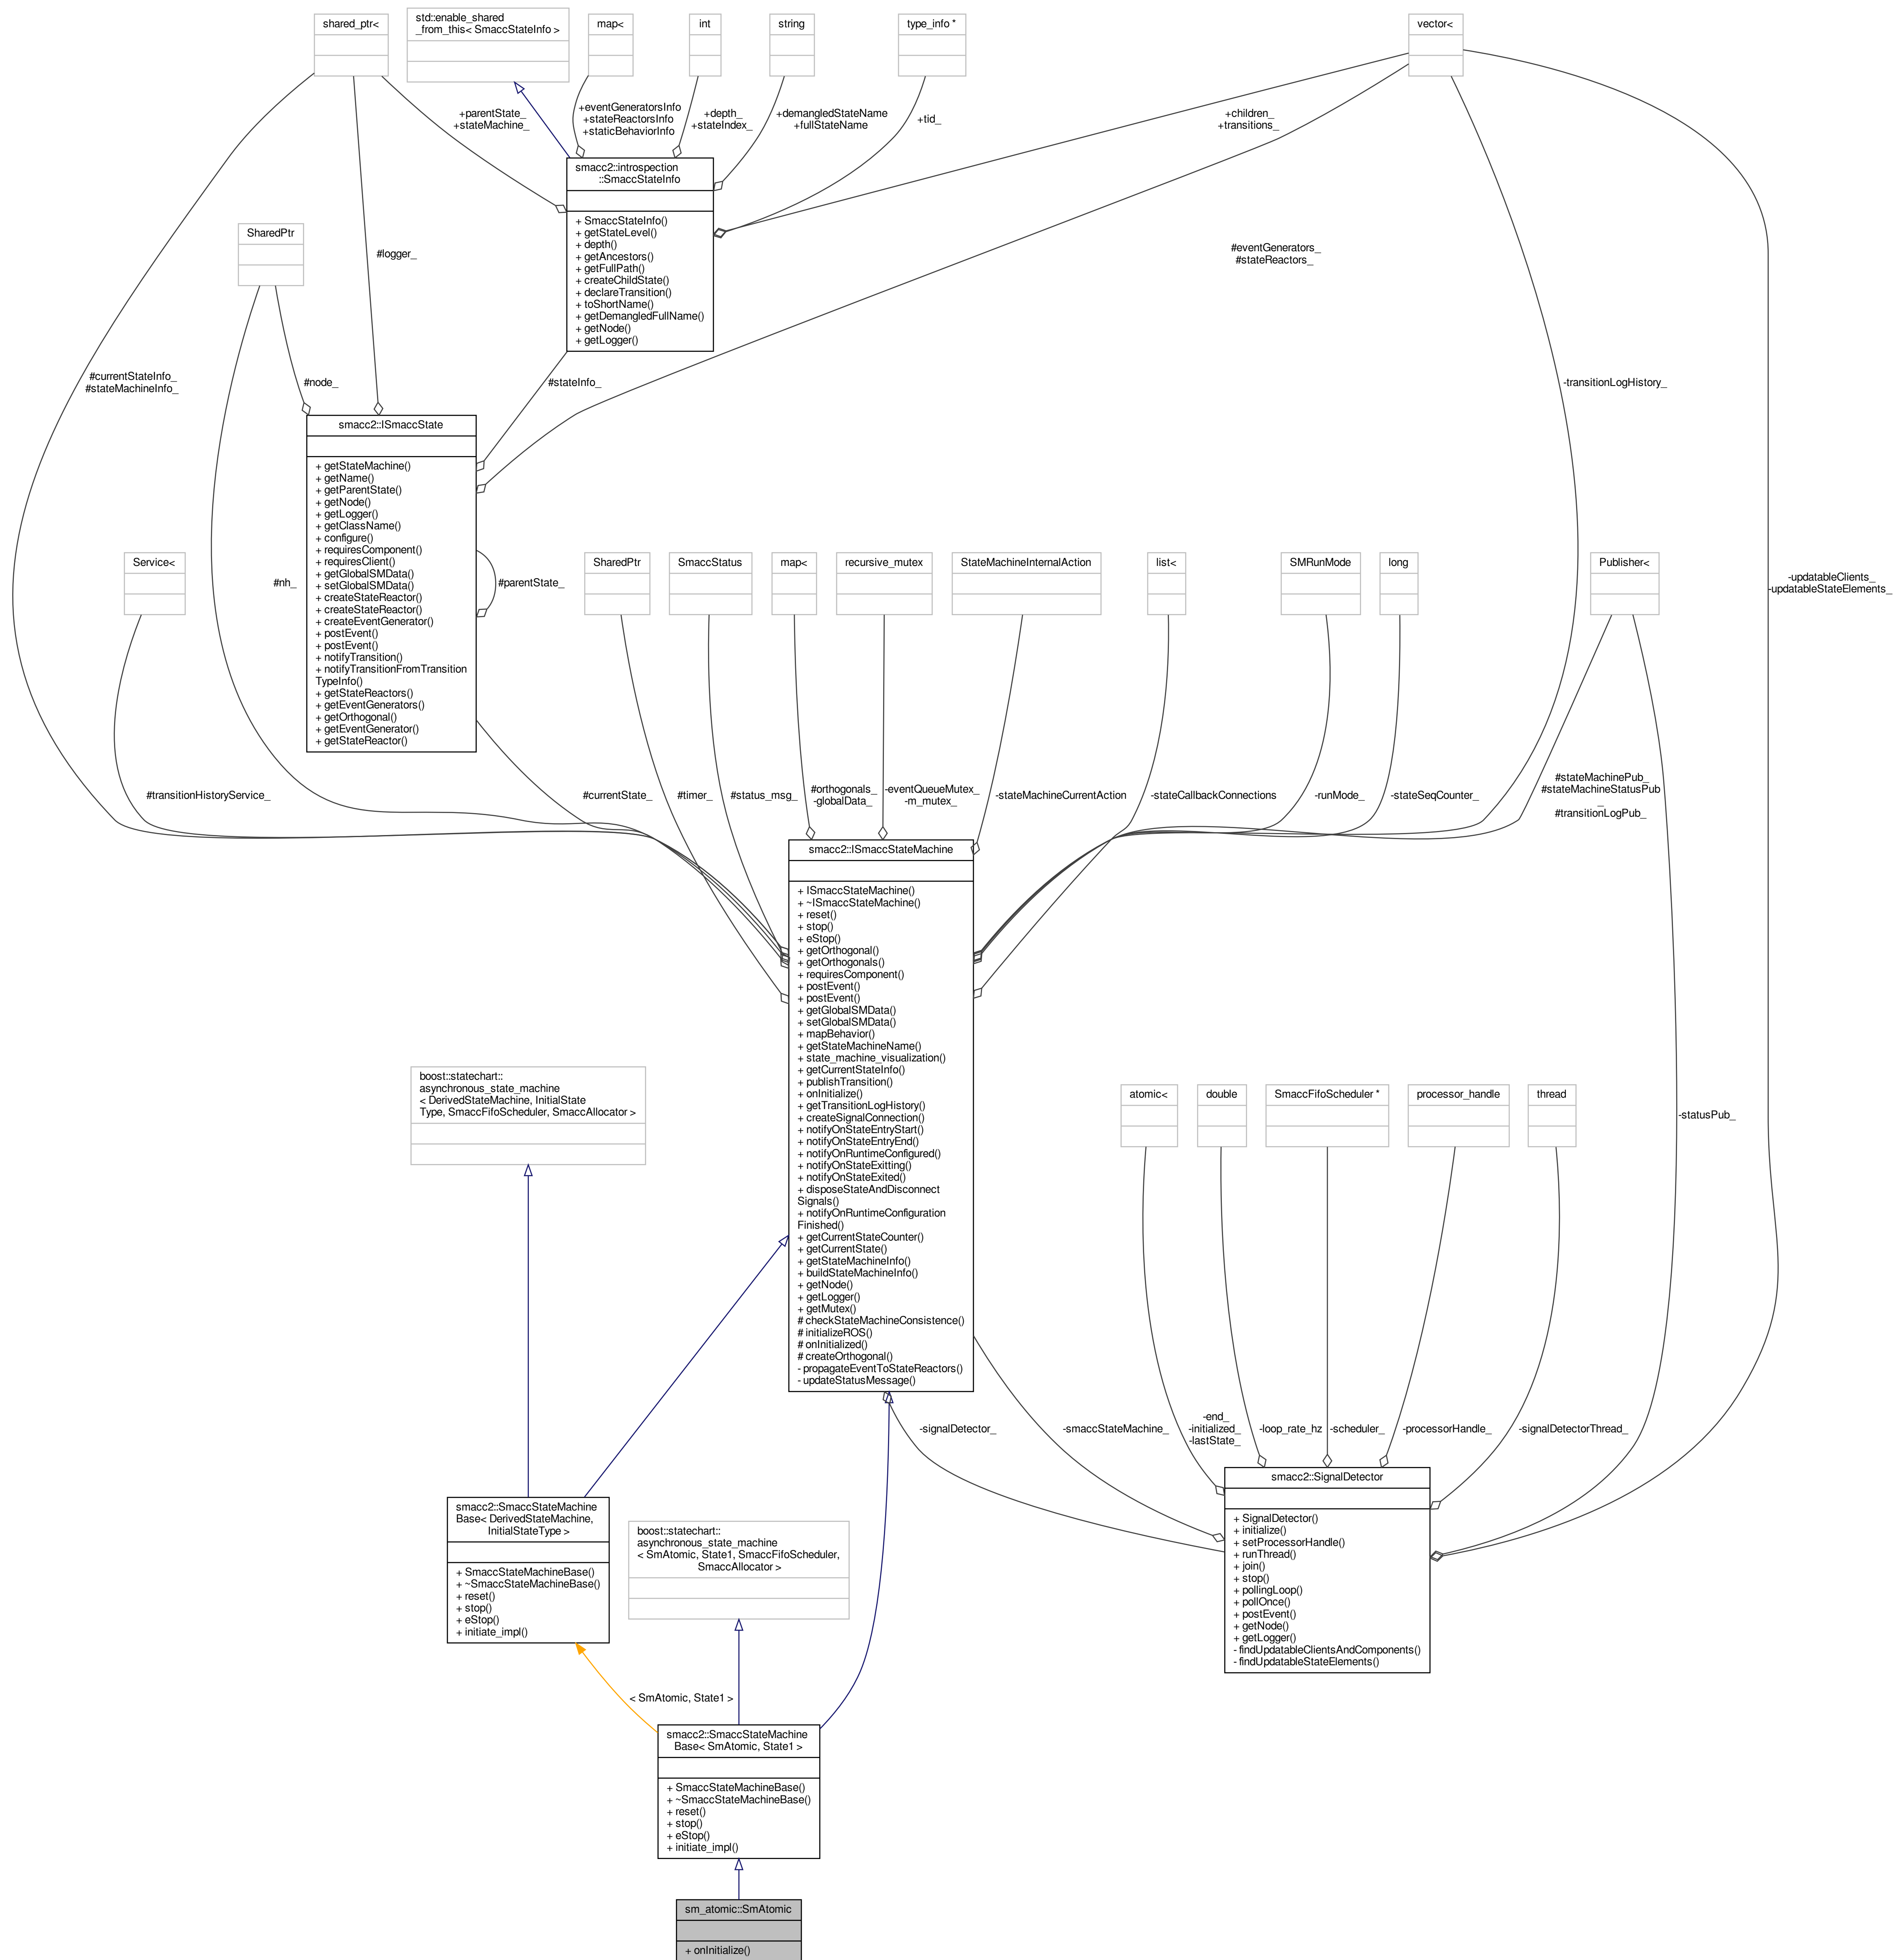 shared_ptr<
std::enable_shared
_from_this< SmaccStateInfo >
map<
int
string
type_info *
vector<
+parentState_
+stateMachine_
+eventGeneratorsInfo
+stateReactorsInfo
+staticBehaviorInfo
+depth_
+stateIndex_
+demangledStateName
+fullStateName
+tid_
+children_
+transitions_
smacc2::introspection
::SmaccStateInfo
+ SmaccStateInfo()
+ getStateLevel()
+ depth()
+ getAncestors()
+ getFullPath()
+ createChildState()
+ declareTransition()
+ toShortName()
+ getDemangledFullName()
+ getNode()
+ getLogger()
SharedPtr
#logger_
#eventGenerators_
#stateReactors_
#currentStateInfo_
#stateMachineInfo_
#node_
#stateInfo_
-transitionLogHistory_
smacc2::ISmaccState
+ getStateMachine()
+ getName()
+ getParentState()
+ getNode()
+ getLogger()
+ getClassName()
+ configure()
+ requiresComponent()
+ requiresClient()
+ getGlobalSMData()
+ setGlobalSMData()
+ createStateReactor()
+ createStateReactor()
+ createEventGenerator()
+ postEvent()
+ postEvent()
+ notifyTransition()
+ notifyTransitionFromTransition
TypeInfo()
+ getStateReactors()
+ getEventGenerators()
+ getOrthogonal()
+ getEventGenerator()
+ getStateReactor()
Service<
#nh_
#parentState_
SharedPtr
SmaccStatus
map<
recursive_mutex
StateMachineInternalAction
list<
SMRunMode
long
Publisher<
-updatableClients_
-updatableStateElements_
#transitionHistoryService_
#currentState_
#timer_
#status_msg_
#orthogonals_
-globalData_
-eventQueueMutex_
-m_mutex_
-stateMachineCurrentAction
-stateCallbackConnections
-runMode_
-stateSeqCounter_
#stateMachinePub_
#stateMachineStatusPub
_
#transitionLogPub_
smacc2::ISmaccStateMachine
+ ISmaccStateMachine()
+ ~ISmaccStateMachine()
+ reset()
+ stop()
+ eStop()
+ getOrthogonal()
+ getOrthogonals()
+ requiresComponent()
+ postEvent()
+ postEvent()
+ getGlobalSMData()
+ setGlobalSMData()
+ mapBehavior()
+ getStateMachineName()
+ state_machine_visualization()
+ getCurrentStateInfo()
+ publishTransition()
+ onInitialize()
+ getTransitionLogHistory()
+ createSignalConnection()
+ notifyOnStateEntryStart()
+ notifyOnStateEntryEnd()
+ notifyOnRuntimeConfigured()
+ notifyOnStateExitting()
+ notifyOnStateExited()
+ disposeStateAndDisconnect
Signals()
+ notifyOnRuntimeConfiguration
Finished()
+ getCurrentStateCounter()
+ getCurrentState()
+ getStateMachineInfo()
+ buildStateMachineInfo()
+ getNode()
+ getLogger()
+ getMutex()
# checkStateMachineConsistence()
# initializeROS()
# onInitialized()
# createOrthogonal()
- propagateEventToStateReactors()
- updateStatusMessage()
boost::statechart::
asynchronous_state_machine
< DerivedStateMachine, InitialState
Type, SmaccFifoScheduler, SmaccAllocator >
atomic<
double
SmaccFifoScheduler *
processor_handle
thread
-statusPub_
-signalDetector_
-smaccStateMachine_
-end_
-initialized_
-lastState_
-loop_rate_hz
-scheduler_
-processorHandle_
-signalDetectorThread_
smacc2::SignalDetector
+ SignalDetector()
+ initialize()
+ setProcessorHandle()
+ runThread()
+ join()
+ stop()
+ pollingLoop()
+ pollOnce()
+ postEvent()
+ getNode()
+ getLogger()
- findUpdatableClientsAndComponents()
- findUpdatableStateElements()
smacc2::SmaccStateMachine
Base< DerivedStateMachine,
InitialStateType >
+ SmaccStateMachineBase()
+ ~SmaccStateMachineBase()
+ reset()
+ stop()
+ eStop()
+ initiate_impl()
boost::statechart::
asynchronous_state_machine
< SmAtomic, State1, SmaccFifoScheduler,
SmaccAllocator >
< SmAtomic, State1 >
smacc2::SmaccStateMachine
Base< SmAtomic, State1 >
+ SmaccStateMachineBase()
+ ~SmaccStateMachineBase()
+ reset()
+ stop()
+ eStop()
+ initiate_impl()
sm_atomic::SmAtomic
+ onInitialize()